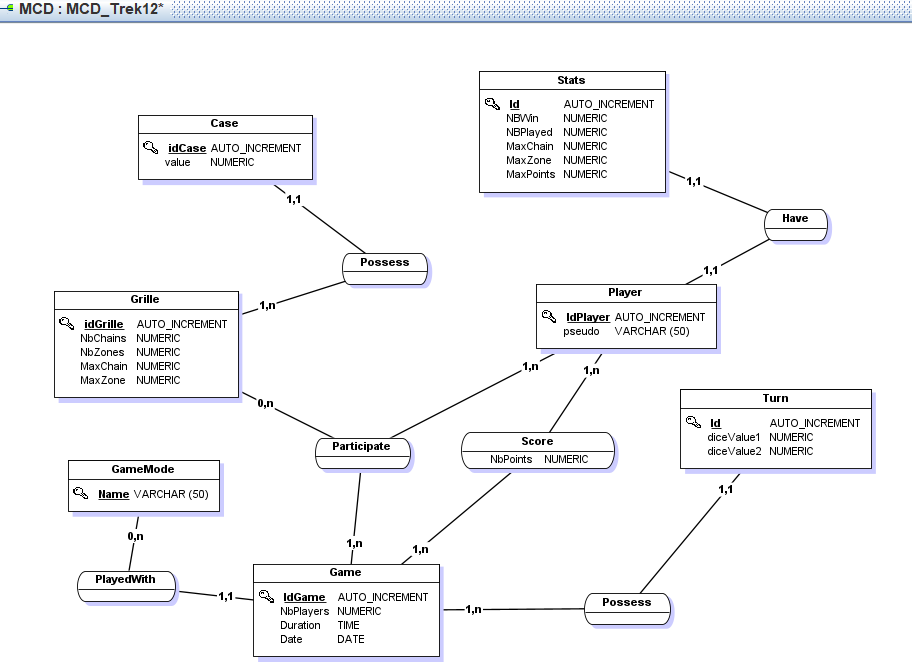 MCD : MCD_Trek12*
Stats
Id AUTO_INCREMENT
NBWin NUMERIC
NBPlayed NUMERIC
MaxChain NUMERIC
MaxZone NUMERIC
MaxPoints NUMERIC
Case
idCase AUTO_INCREMENT
value NUMERIC
1,1
1,1
Have
Possess
1,1
1,n
Grille
idGrille AUTO_INCREMENT
NbChains NUMERIC
NbZones NUMERIC
MaxChain NUMERIC
MaxZone NUMERIC
Player
IdPlayer AUTO_INCREMENT
pseudo VARCHAR (50)
1,n
1,n
0,n
Turn
Id AUTO_INCREMENT
diceValue1 NUMERIC
diceValue2 NUMERIC
Participate
Score
NbPoints NUMERIC
GameMode
Name VARCHAR (50)
1,1
0,n
1,n
1,n
PlayedWith
1,1
Game
IdGame AUTO_INCREMENT
NbPlayers NUMERIC
Duration TIME
Date DATE
1,n
Possess